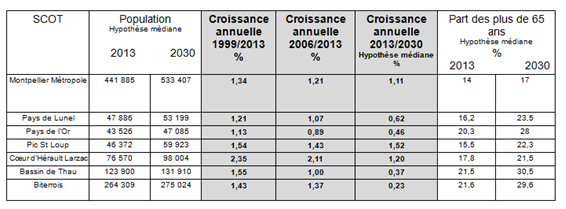 SCOT
Population
Hypothèse médiane
2013 2030
Croissance
annuelle
1999/2013
%
Croissance
annuelle
2006/2013
%
Croissance
annuelle
2013/2030
Hypothèse médiane
%
Part des plus de 65
ans
Hypothèse médiane
%
2013 2030
Montpellier Métropole 441 885 533 407 1,34 1,21 1,11 14 17
Pays de Lunel 47 886 53 199 1,21 1,07 0,62 16,2 23,5
Pays de l'Or 43 526 47 085 1,13 0,89 0,46 20,3 28
Pic St Loup 46 372 59 923 1,54 1,43 1,52 15,5 22,3
Cœur d'Hérault Larzac 76 570 98 004 2,35 2,11 1,20 17,8 21,5
Bassin de Thau 123 900 131 910 1,55 1,00 0,37 21,5 30,5
Biterrois 264 309 275 024 1,43 1,37 0,23 21,6 29,6